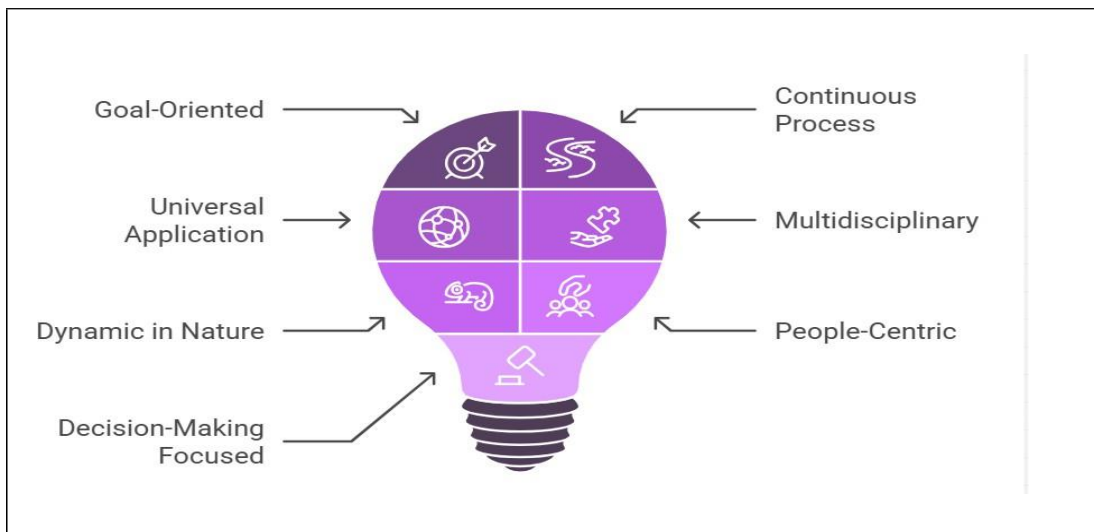 Goal-Oriented
Continuous
Process
Universal
Application
Multidisciplinary
Dynamic in Nature
People-Centric
Decision-Making
Focused